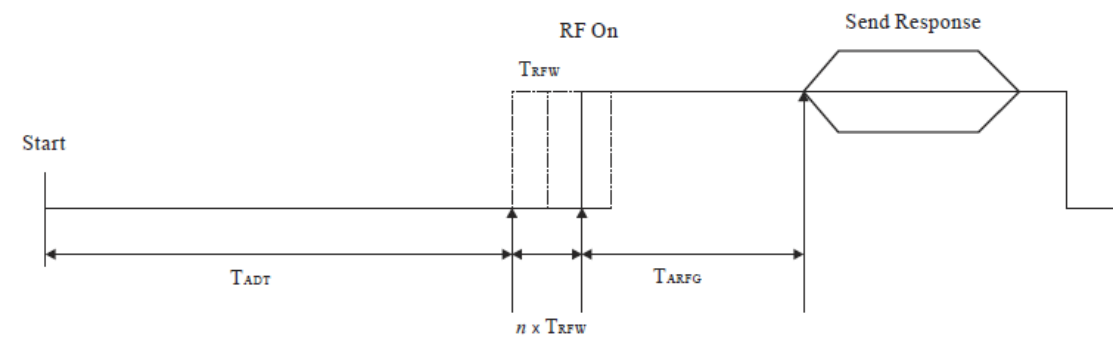 Send Response
RF On
TRFW
Start
TADT
TARFG
n x TRFW